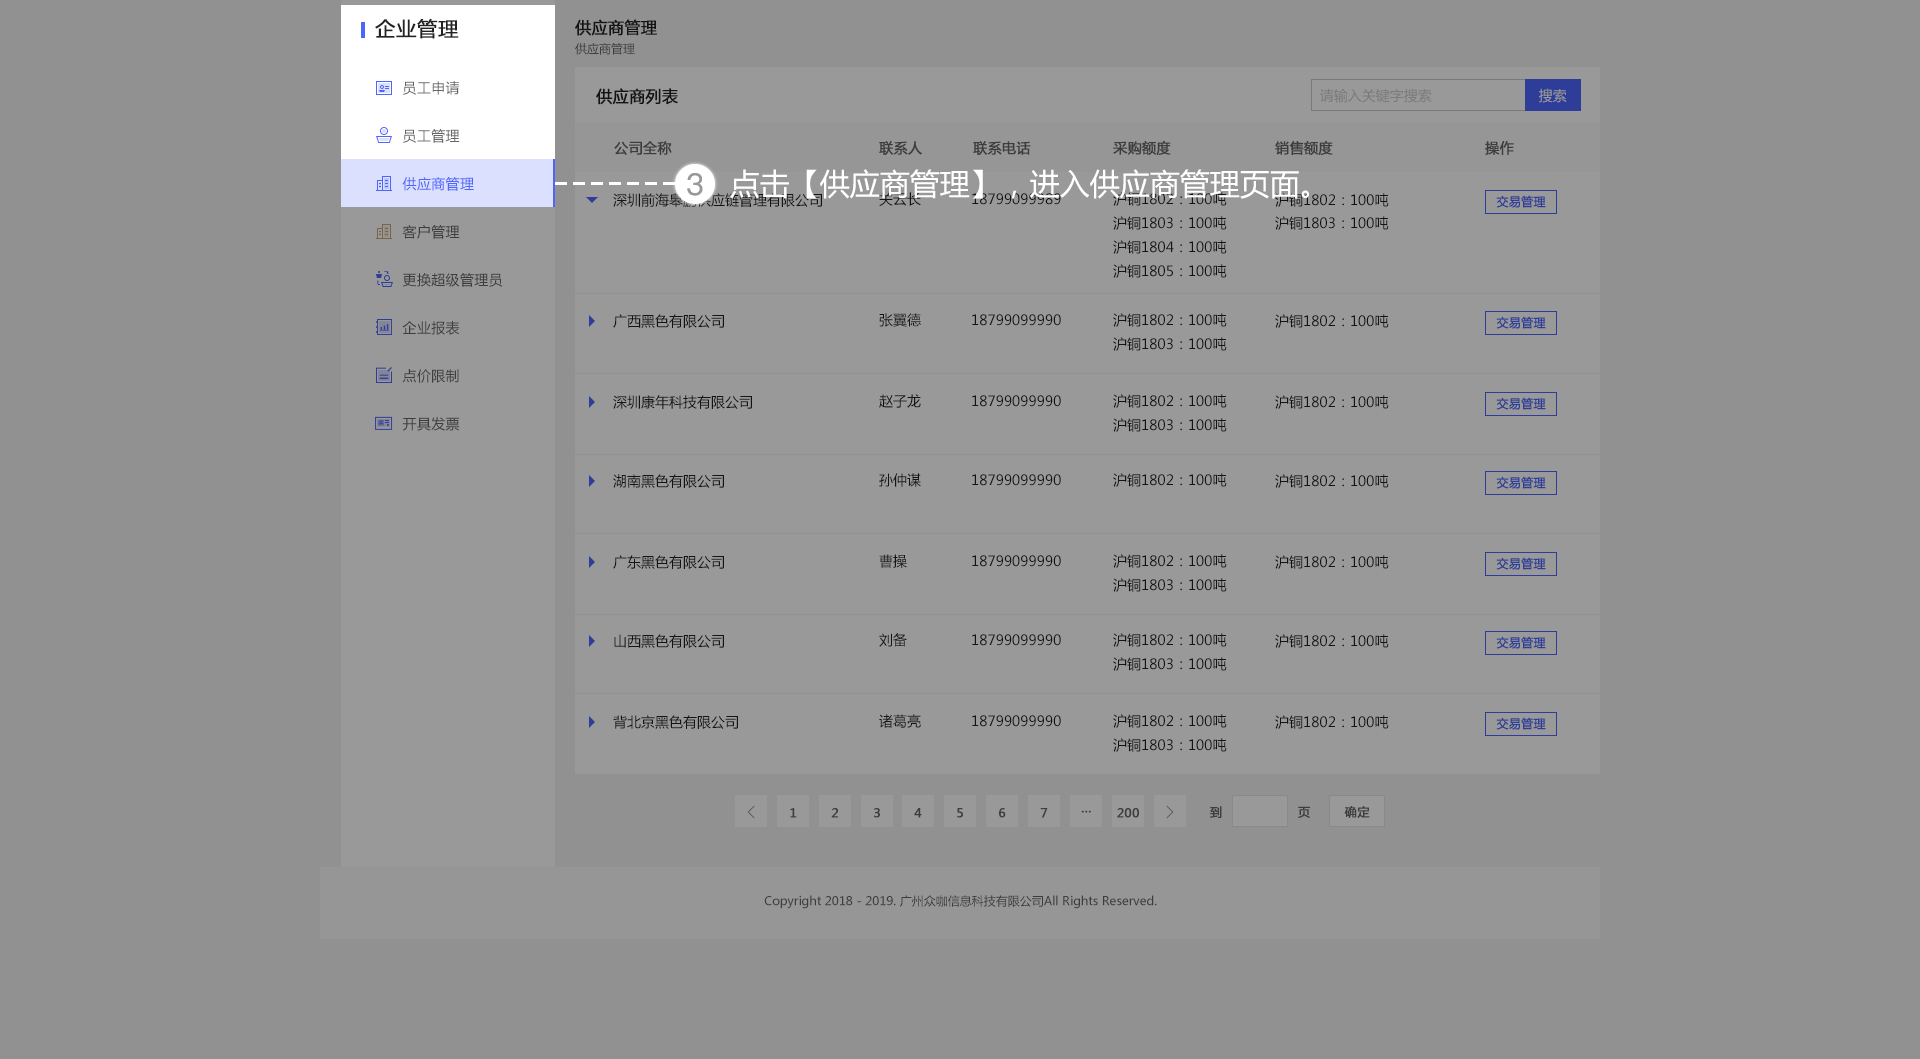 企业管理
员工申请
员工管理
供应商管理
客户管理
更换超级管理员
企业报表
点价限制
开具发票
供应商管理
供应商管理
供应商列表
请输入关键字搜索 搜索
公司全称 联系人 联系电话 采购额度 销售额度 操作
3 点击【供应商管理】，进入供应商管理页面。
供应链管理有限公司 18799099989 沪铜1802：100吨 沪铜1802：100吨 交易管理
沪铜1803：100吨 沪铜1803：100吨
沪铜1804：100吨
沪铜1805：100吨
广西黑色有限公司 张翼德 18799099990 沪铜1802：100吨 沪铜1802：100吨 交易管理
沪铜1803：100吨
深圳康年科技有限公司 赵子龙 18799099990 沪铜1802：100吨 沪铜1802：100吨 交易管理
沪铜1803：100吨
湖南黑色有限公司 孙仲谋 18799099990 沪铜1802：100吨 沪铜1802：100吨 交易管理
广东黑色有限公司 曹操 18799099990 沪铜1802：100吨 沪铜1802：100吨 交易管理
沪铜1803：100吨
山西黑色有限公司 刘备 18799099990 沪铜1802：100吨 沪铜1802：100吨 交易管理
沪铜1803：100吨
背北京黑色有限公司 诸葛亮 18799099990 沪铜1802：100吨 沪铜1802：100吨 交易管理
沪铜1803：100吨
1 2 3 4 5 6 7 ··· 200 到 页 确定
Copyright 2018 - 2019. 广州众咖信息科技有限公司All Rights Reserved.